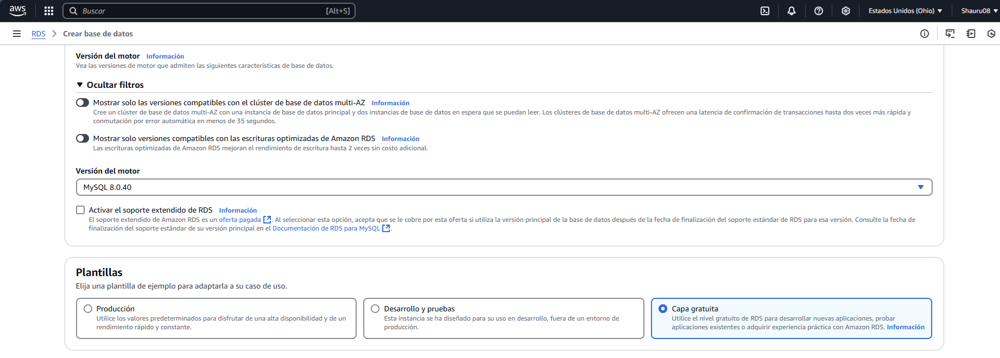 aws
Buscar
[Alt+S]
Estados Unidos (Ohio)
Shauru08
RDS
Crear base de datos
Versión del motor Información
Vea las versiones de motor que admiten las siguientes características de base de datos.
Ocultar filtros
Mostrar solo las versiones compatibles con el clúster de base de datos multi-AZ Información
Cree un clúster de base de datos multi-AZ con una instancia de base de datos principal y dos instancias de base de datos en espera que se puedan leer. Los clústeres de base de datos multi-AZ ofrecen una latencia de confirmación de transacciones hasta dos veces más rápida y
conmutación por error automática en menos de 35 segundos.
Mostrar solo versiones compatibles con las escrituras optimizadas de Amazon RDS Información
Las escrituras optimizadas de Amazon RDS mejoran el rendimiento de escritura hasta 2 veces sin costo adicional.
Versión del motor
MySQL 8.0.40
Activar el soporte extendido de RDS Información
El soporte extendido de Amazon RDS es un oferta pagada. Al seleccionar esta opción, acepta que se le cobre por esta oferta si utiliza la versión principal de la base de datos después de la fecha de finalización del soporte estándar de RDS para esa versión. Consulte la fecha de
finalización del soporte estándar de su versión principal en el Documentación de RDS para MySQL.
Plantillas
Elija una plantilla de ejemplo para adaptarla a su caso de uso.
Producción
Utilice los valores predeterminados para disfrutar de una alta disponibilidad y de un
rendimiento rápido y constante.
Desarrollo y pruebas
Esta instancia se ha diseñado para su uso en desarrollo, fuera de un entorno de
producción.
Capa gratuita
Utilice el nivel gratuito de RDS para desarrollar nuevas aplicaciones, probar
aplicaciones existentes o adquirir experiencia práctica con Amazon RDS. Información